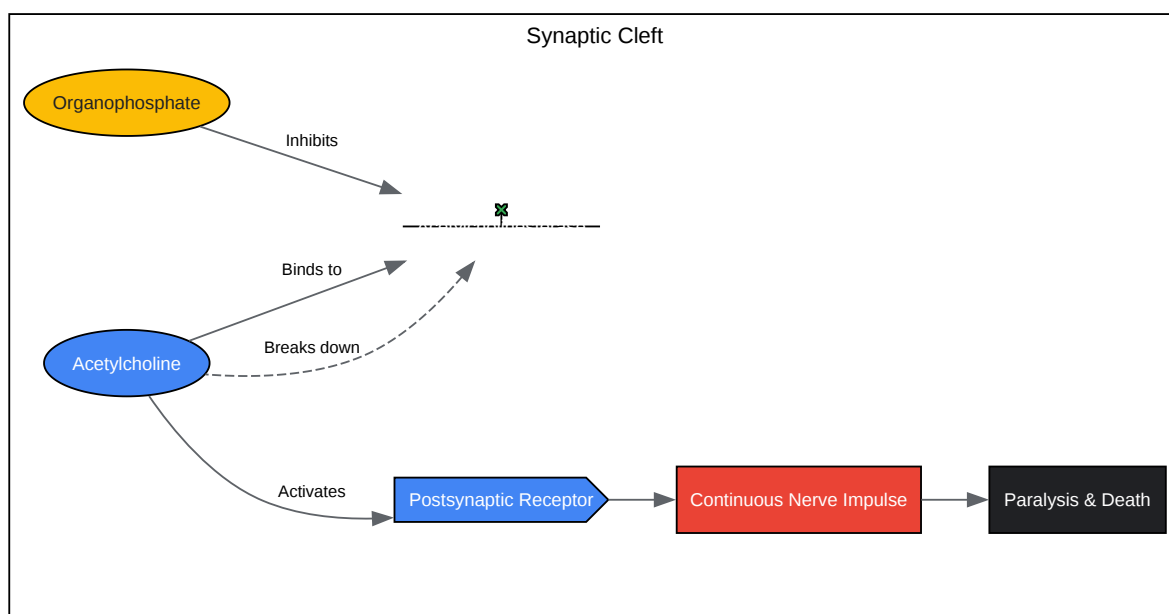 Synaptic Cleft
Organophosphate
Inhibits
Binds to
Breaks down
Acetylcholine
Activates
Postsynaptic Receptor
Continuous Nerve Impulse
Paralysis & Death